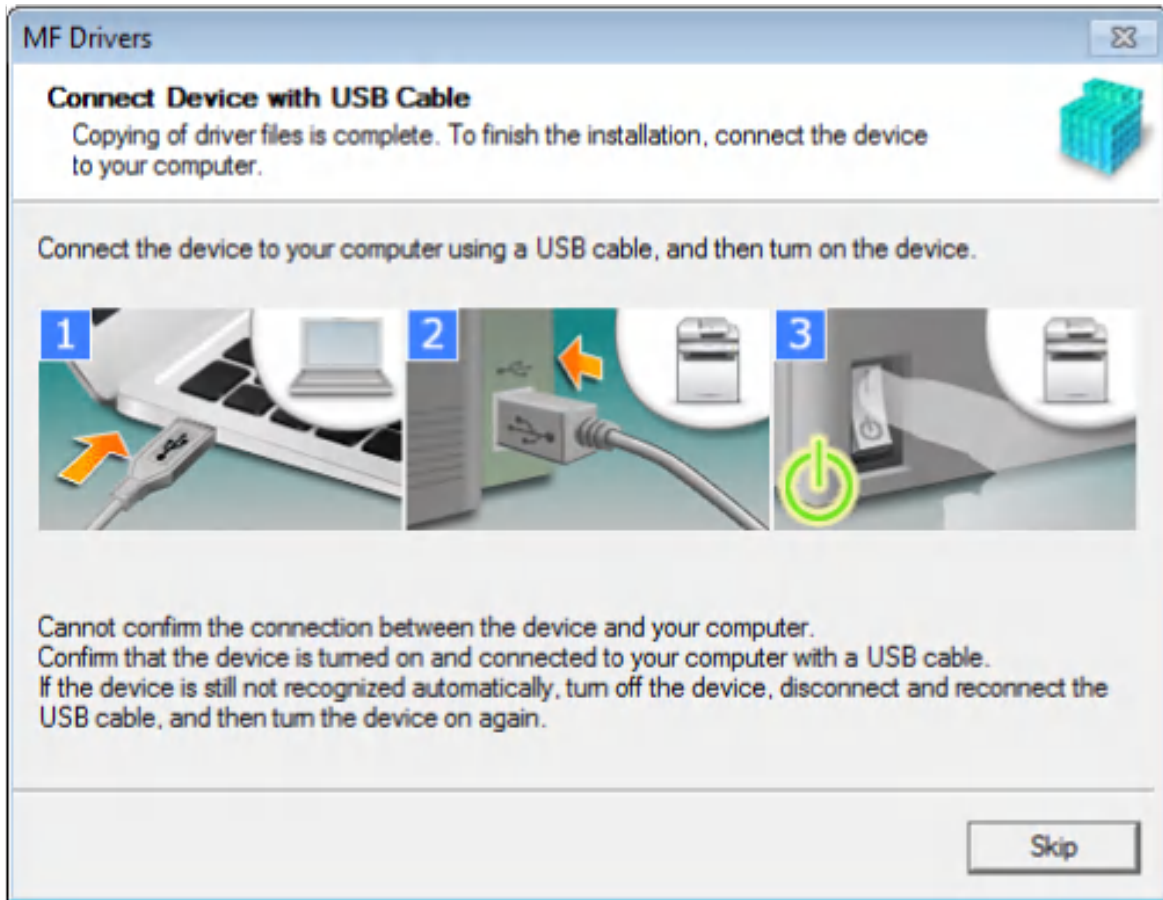 MF Drivers
Connect Device with USB Cable
Copying of driver files is complete. To finish the installation, connect the device
to your computer.
Connect the device to your computer using a USB cable, and then turn on the device.
1 2 3
Cannot confirm the connection between the device and your computer.
Confirm that the device is turned on and connected to your computer with a USB cable.
If the device is still not recognized automatically, turn off the device, disconnect and reconnect the
USB cable, and then turn the device on again.
Skip